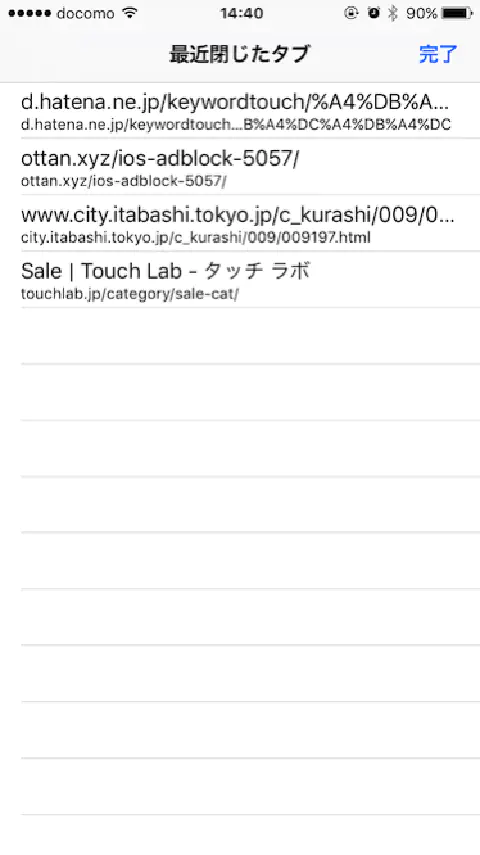 docomo 14:40 90%
最近閉じたタブ 完了
d.hatena.ne.jp/keywordtouch/%A4%DB%A...
d.hatena.ne.jp/keywordtouch...B%A4%DC%A4%DB%A4%DC
ottan.xyz/ios-adblock-5057/
ottan.xyz/ios-adblock-5057/
www.city.itabashi.tokyo.jp/c_kurashi/009/0...
city.itabashi.tokyo.jp/c_kurashi/009/009197.html
Sale | Touch Lab - タッチ ラボ
touchlab.jp/category/sale-cat/